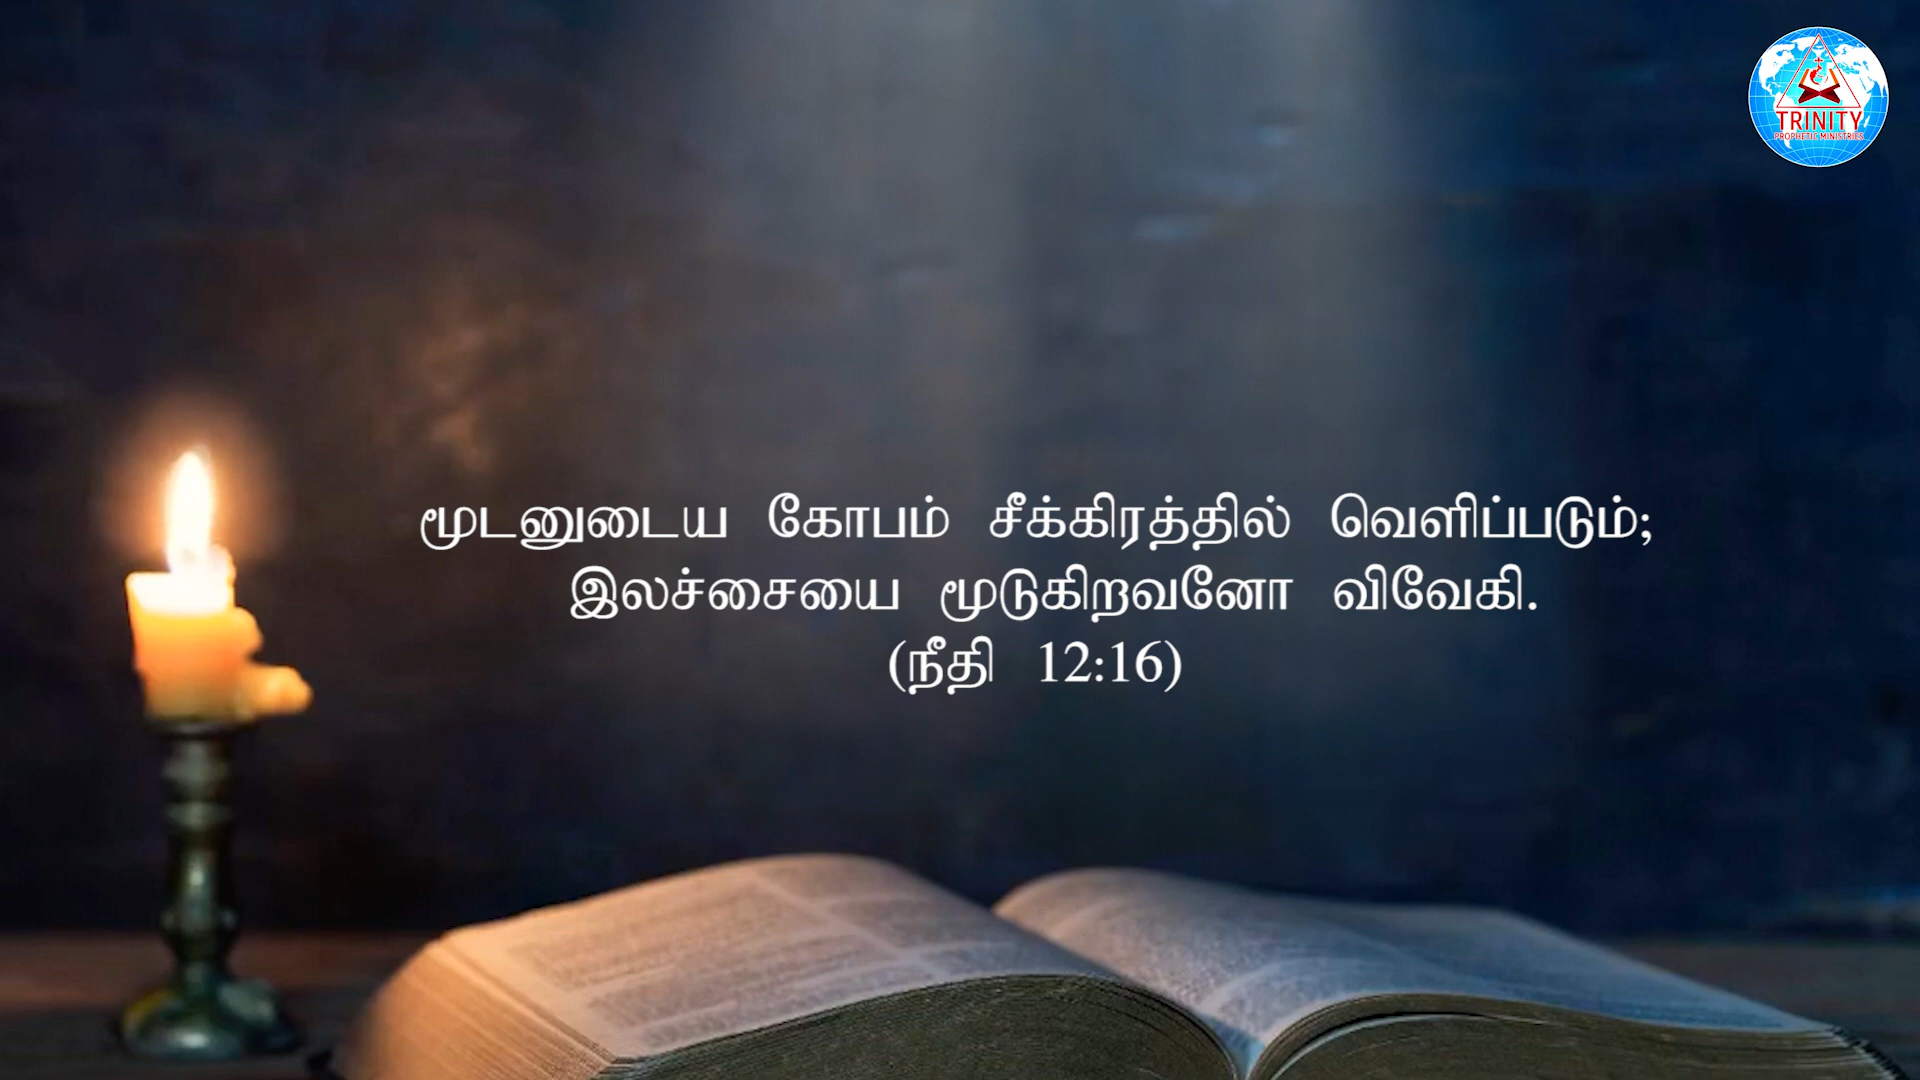 TRINITY
PROPHETIC MINISTRIES
மூடனுடைய கோபம் சீக்கிரத்தில் வெளிப்படும்;
இலச்சையை மூடுகிறவனோ விவேகி.
(நீதி 12:16)